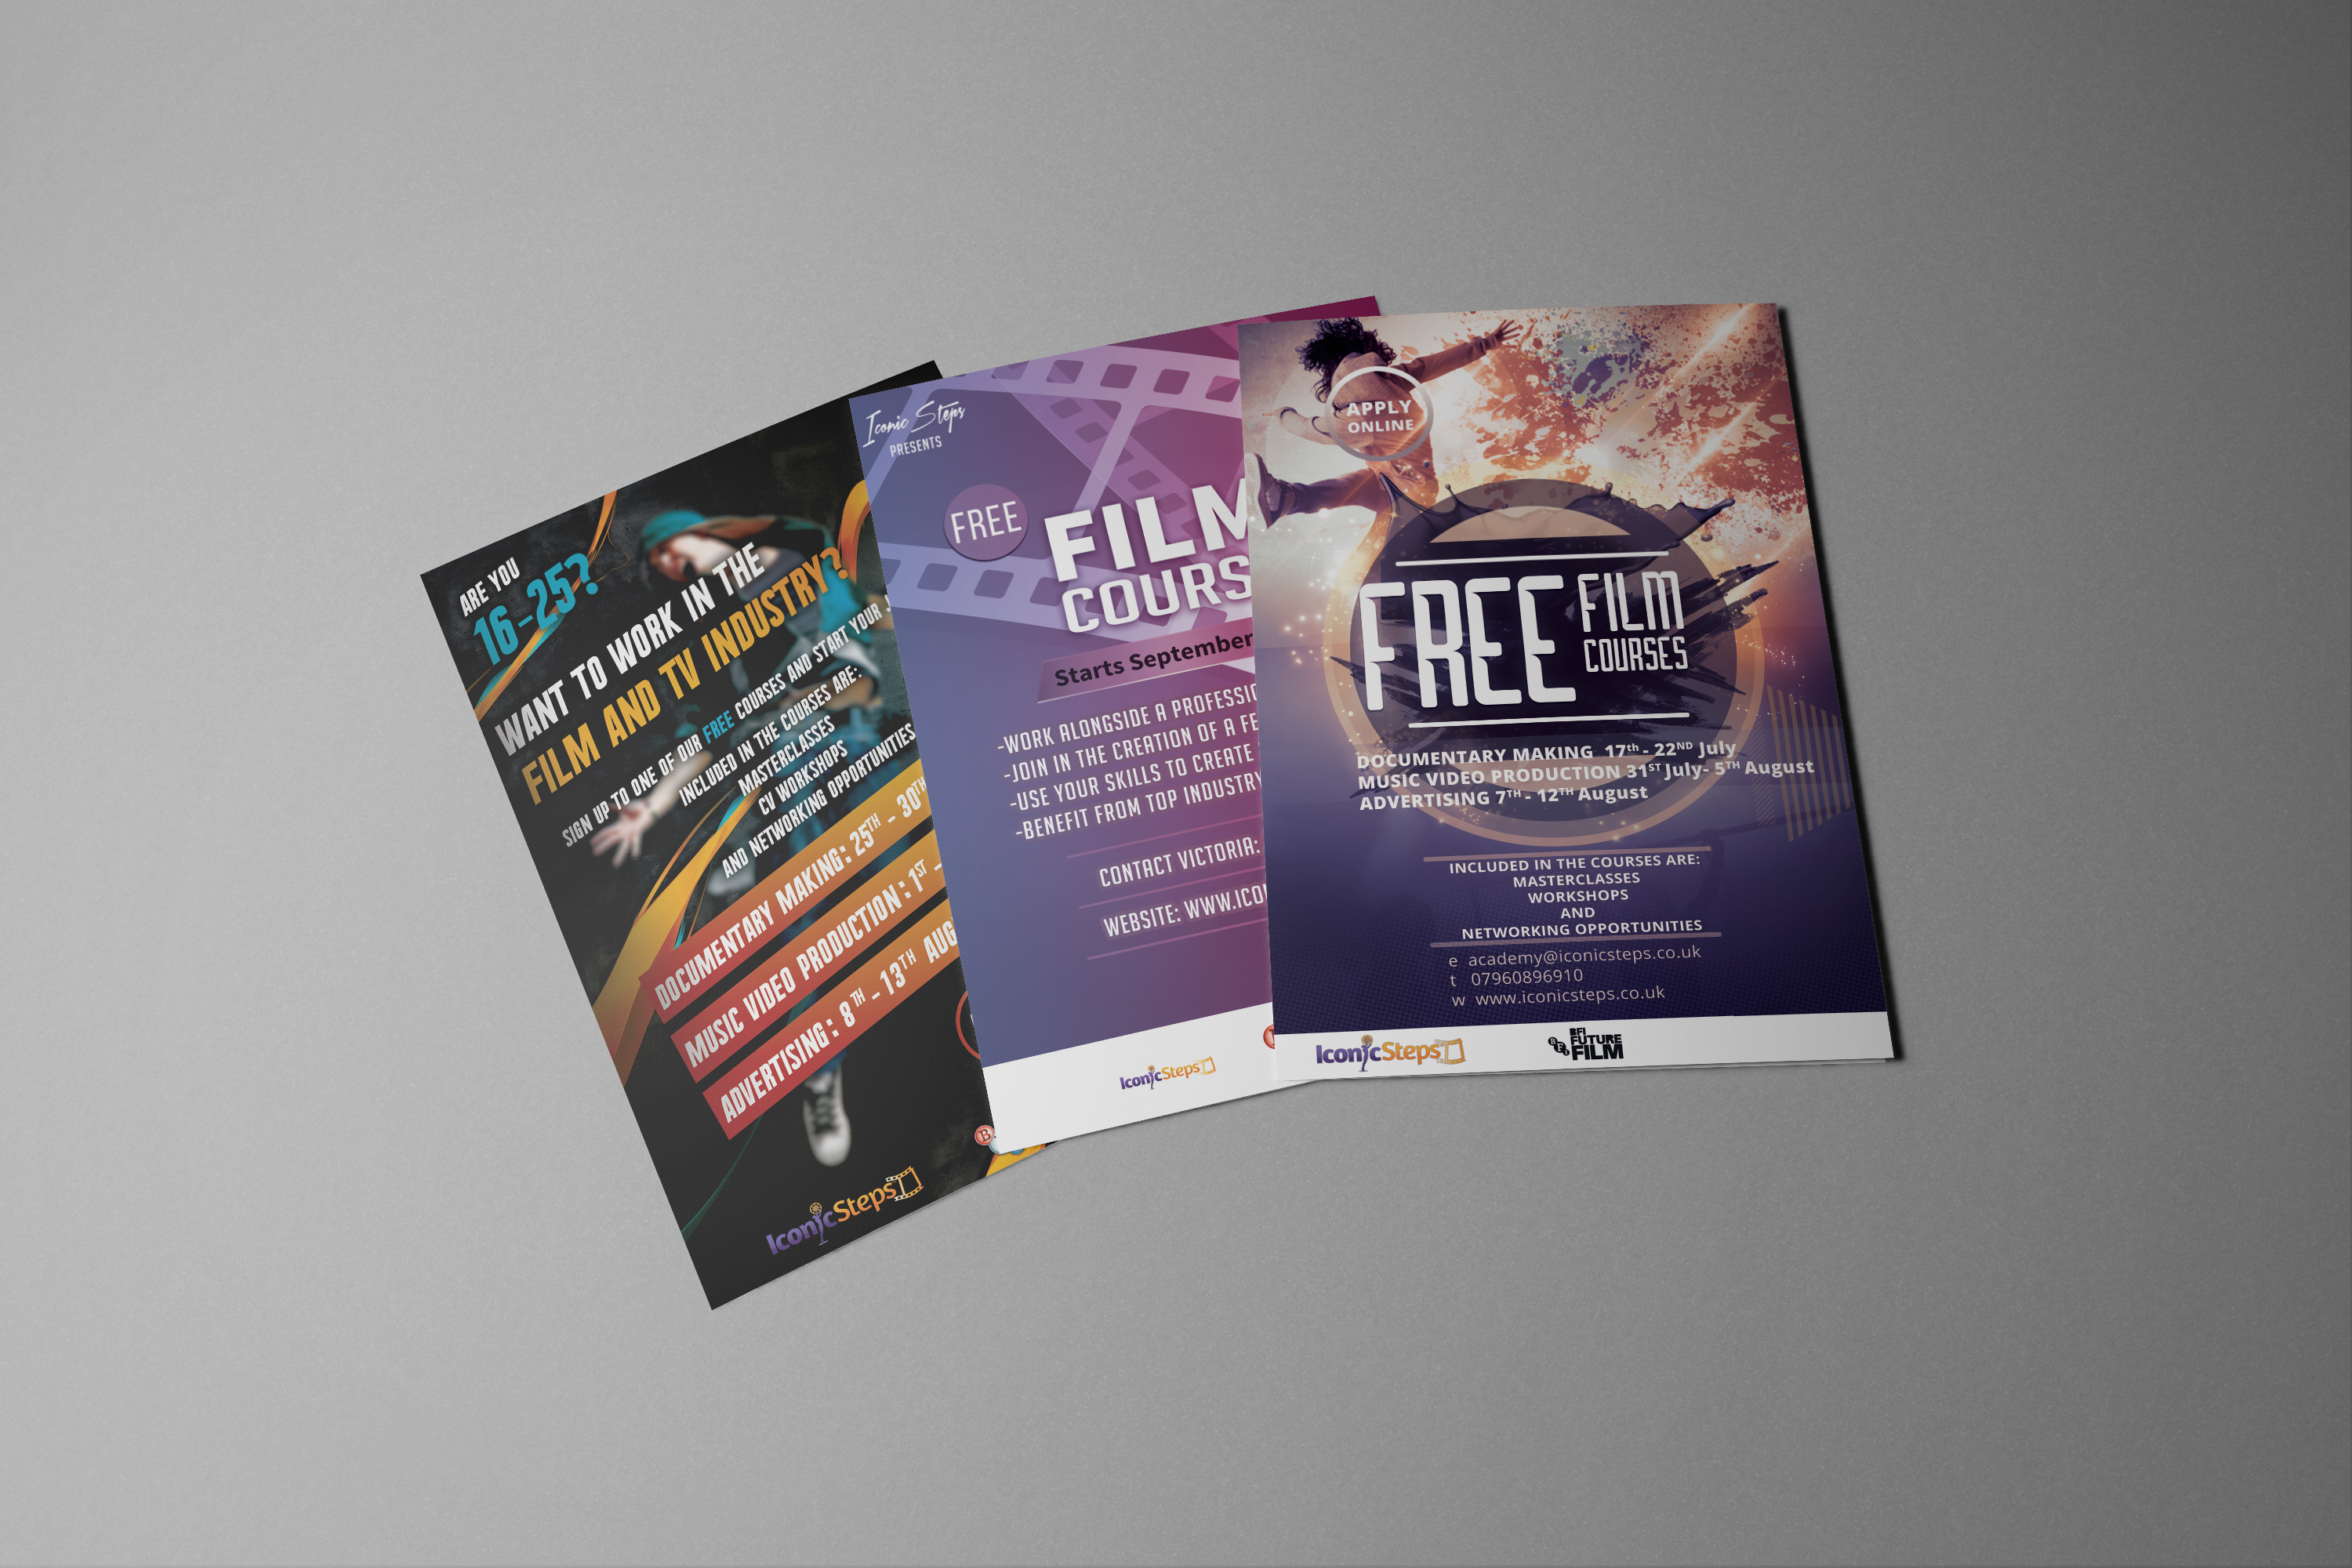 ARE YOU
16-25?
WANT TO WORK IN THE
FILM AND TV INDUSTRY?
SIGN UP TO ONE OF OUR FREE COURSES AND START YOUR
INCLUDED IN THE COURSES ARE:
MASTERCLASSES
CV WORKSHOPS
AND NETWORKING OPPORTUNITIES
DOCUMENTARY MAKING: 25TH - 30TH
MUSIC VIDEO PRODUCTION: 1ST -
ADVERTISING: 8TH - 13TH AUG
IconicSteps
Iconic Steps
PRESENTS
FREE
FILM
COURS
Starts September
-WORK ALONGSIDE A PROFESSIO
-JOIN IN THE CREATION OF A FE
-USE YOUR SKILLS TO CREATE
-BENEFIT FROM TOP INDUSTRY
CONTACT VICTORIA:
WEBSITE: WWW.ICO
IconicSteps
APPLY
ONLINE
FREE FILM
COURSES
DOCUMENTARY MAKING 17th - 22ND July
MUSIC VIDEO PRODUCTION 31ST July- 5TH August
ADVERTISING 7TH - 12TH August
INCLUDED IN THE COURSES ARE:
MASTERCLASSES
WORKSHOPS
AND
NETWORKING OPPORTUNITIES
e academy@iconicsteps.co.uk
t 07960896910
w www.iconicsteps.co.uk
IconicSteps
BFI
BFI
FUTURE
FILM